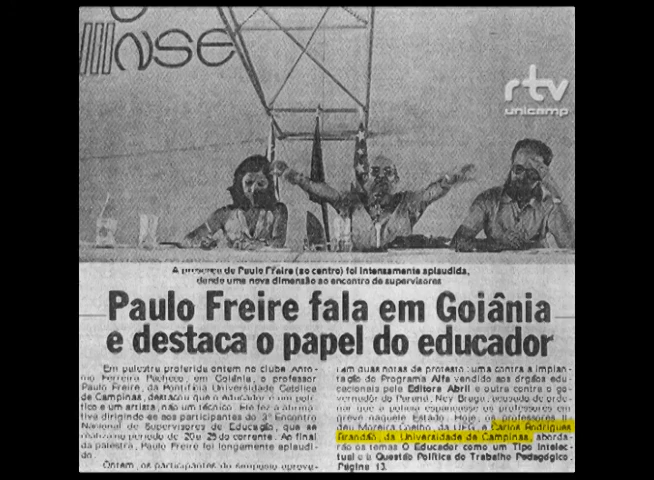 III ENSE
rtv
unicamp
A presença de Paulo Freire (ao centro) foi intensamente aplaudida,
dando uma nova dimensão ao encontro de supervisores
Paulo Freire fala em Goiânia
e destaca o papel do educador
Em palestra proferida ontem no clube Antô-
nio Ferreira Pacheco, em Goiânia, o professor
Paulo Freire, da Pontifícia Universidade Católica
de Campinas, destacou que o educador é um polí-
tico e um artista, não um técnico. Ele fez a afirma-
tiva dirigindo-se aos participantes do 3º Encontro
Nacional de Supervisores de Educação, que se
realiza no período de 20 a 25 do corrente. Ao final
da palestra, Paulo Freire foi longamente aplaudi-
do.
Ontem, os participantes do simpósio aprova-
ram duas notas de protesto: uma contra a implan-
tação do Programa Alfa vendido aos órgãos edu-
cacionais pela Editora Abril e outra contra o go-
vernador do Paraná, Ney Braga, acusado de orde-
nar que a polícia espancasse os professores em
greve naquele Estado. Hoje, os professores Il-
deu Moreira Coelho, da UFG, e Carlos Rodrigues
Brandão, da Universidade de Campinas, aborda-
rão os temas O Educador como um Tipo Intelec-
tual e a Questão Política do Trabalho Pedagógico.
Página 13.